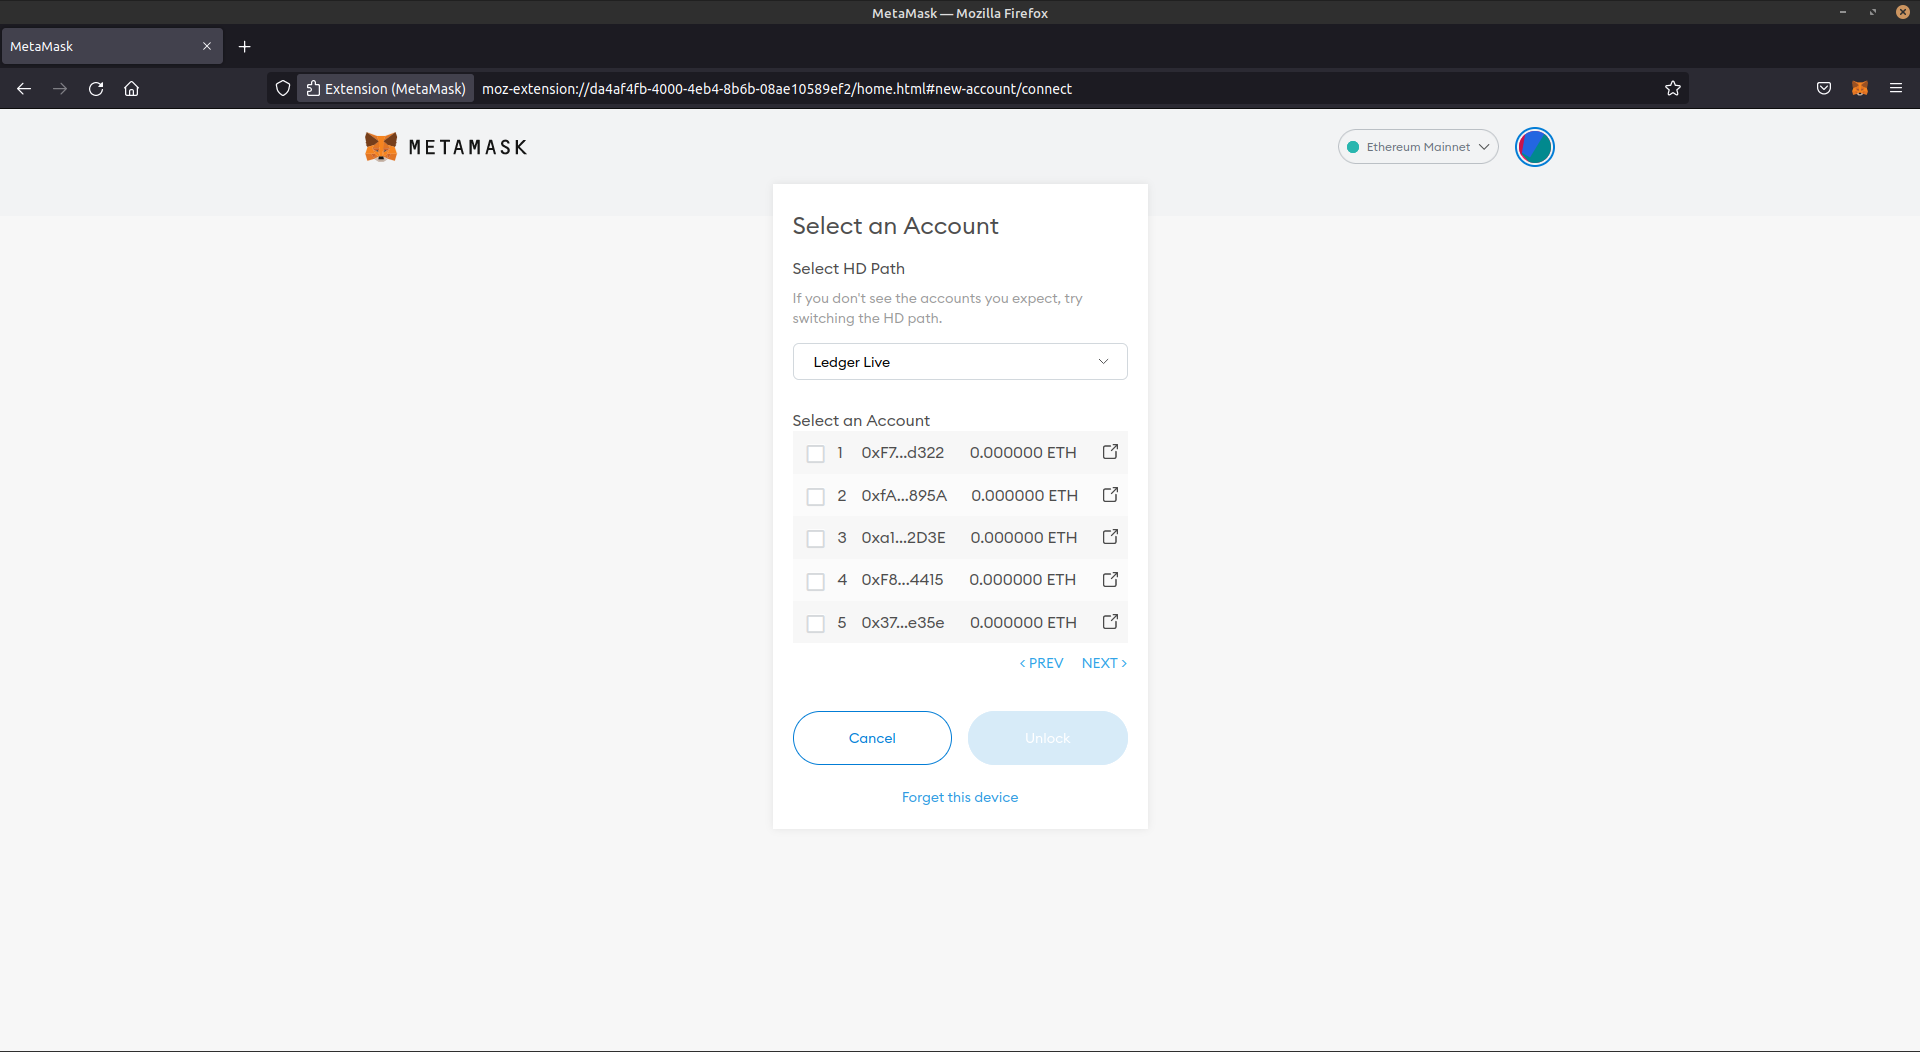 MetaMask — Mozilla Firefox
MetaMask
Extension (MetaMask) moz-extension://da4af4fb-4000-4eb4-8b6b-08ae10589ef2/home.html#new-account/connect
METAMASK
Ethereum Mainnet
Select an Account
Select HD Path
If you don't see the accounts you expect, try
switching the HD path.
Ledger Live
Select an Account
1 0xF7...d322 0.000000 ETH
2 0xfA...895A 0.000000 ETH
3 0xa1...2D3E 0.000000 ETH
4 0xF8...4415 0.000000 ETH
5 0x37...e35e 0.000000 ETH
< PREV NEXT >
Cancel Unlock
Forget this device